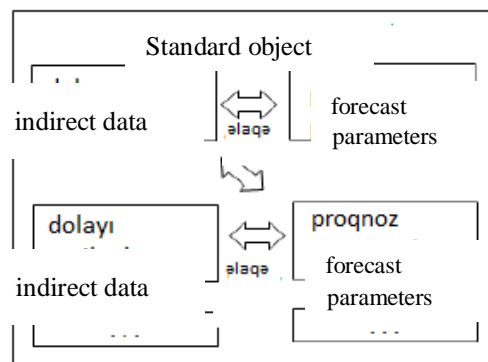 Standard object
indirect data
forecast
parameters
əlaqə
dolayı
proqnoz
əlaqə
indirect data
forecast
parameters
...
...